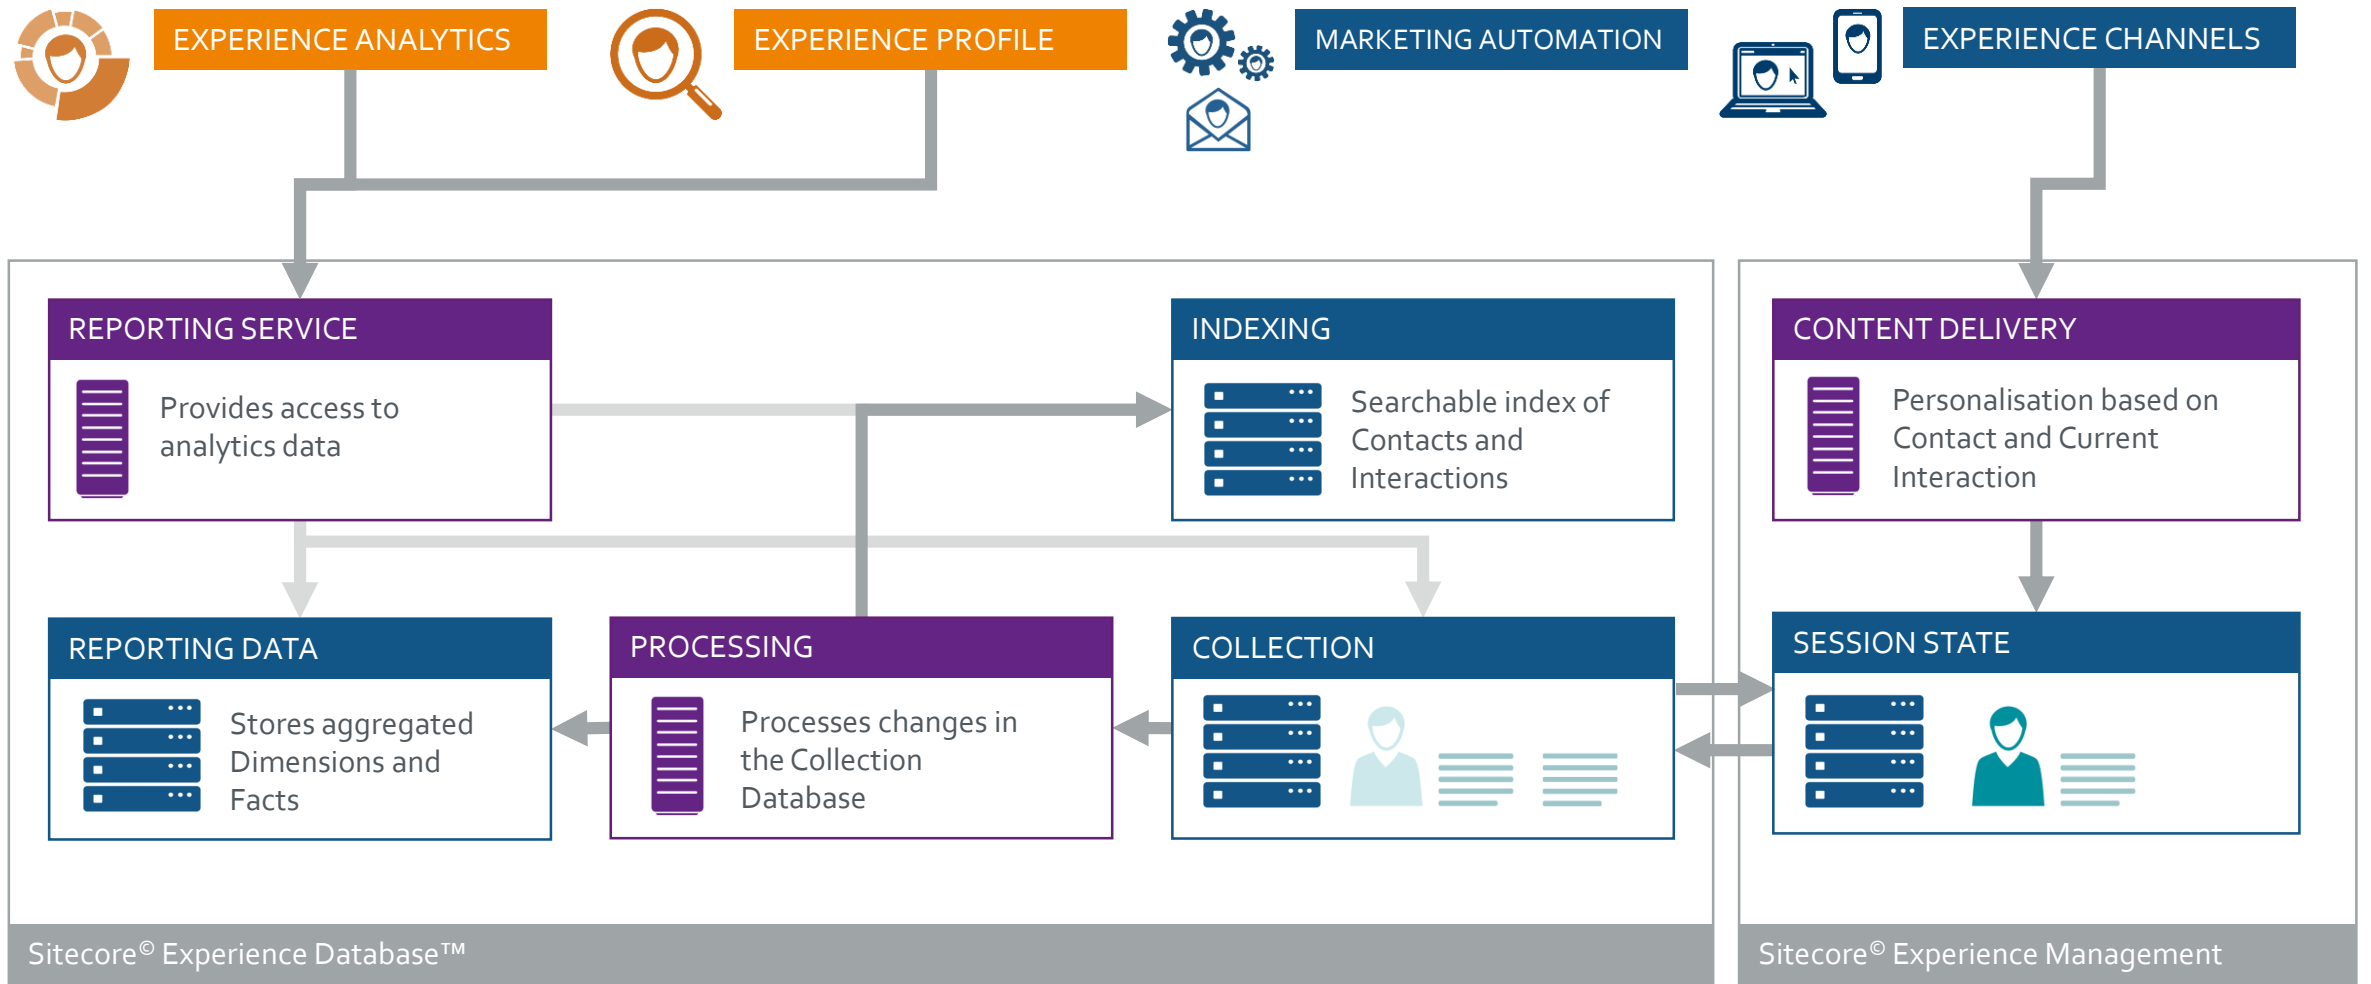 EXPERIENCE ANALYTICS
EXPERIENCE PROFILE
MARKETING AUTOMATION
EXPERIENCE CHANNELS
REPORTING SERVICE
Provides access to
analytics data
INDEXING
Searchable index of
Contacts and
Interactions
CONTENT DELIVERY
Personalisation based on
Contact and Current
Interaction
REPORTING DATA
Stores aggregated
Dimensions and
Facts
PROCESSING
Processes changes in
the Collection
Database
COLLECTION
SESSION STATE
Sitecore© Experience Database™
Sitecore© Experience Management